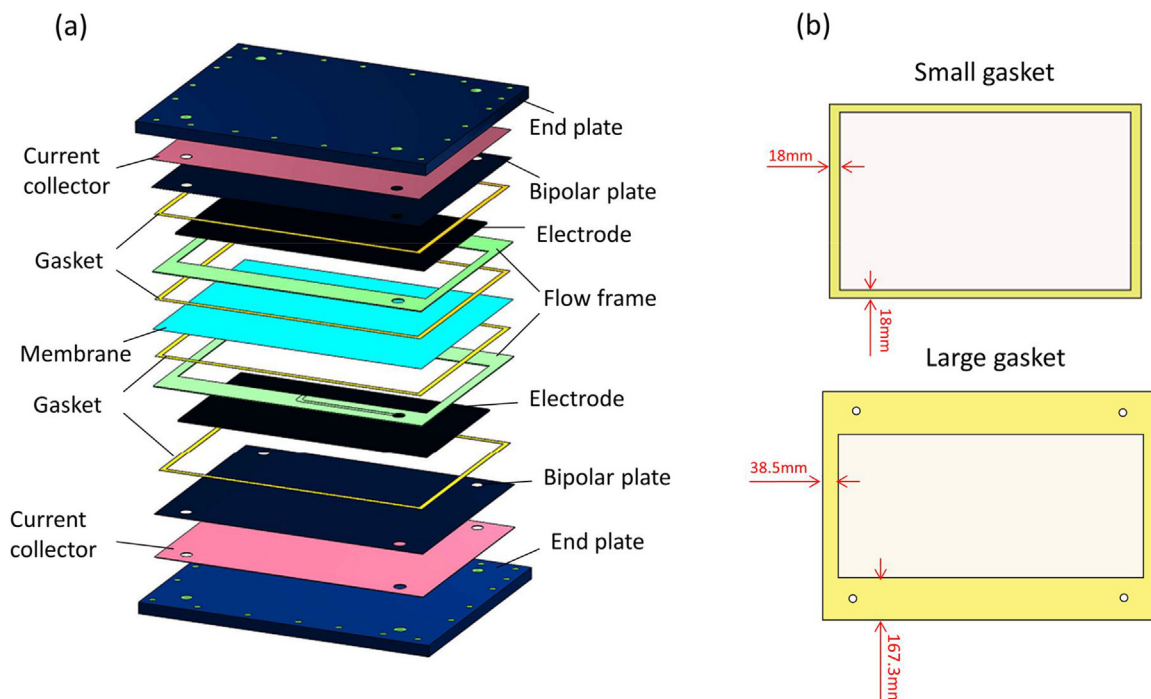 (a)
End plate
Current
collector
Bipolar plate
Electrode
Gasket
Flow frame
Membrane
Gasket
Electrode
Bipolar plate
Current
collector
End plate
(b)
Small gasket
18mm
18mm
Large gasket
38.5mm
167.3mm